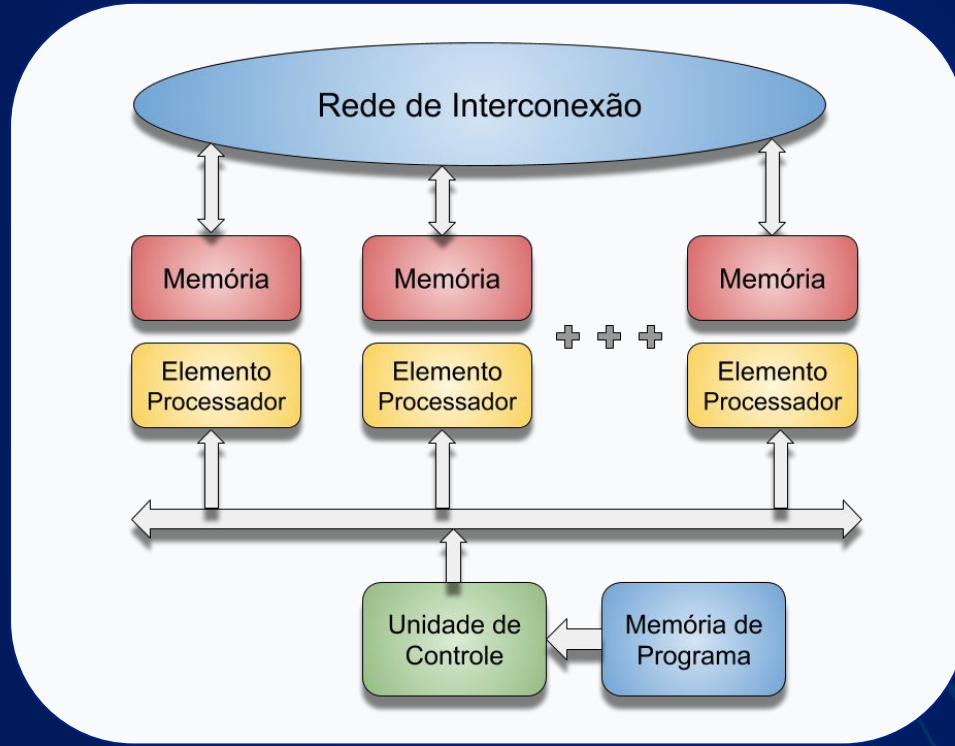 Rede de Interconexão
Memória
Memória
Memória
Elemento
Processador
Elemento
Processador
Elemento
Processador
Unidade de
Controle
Memória de
Programa